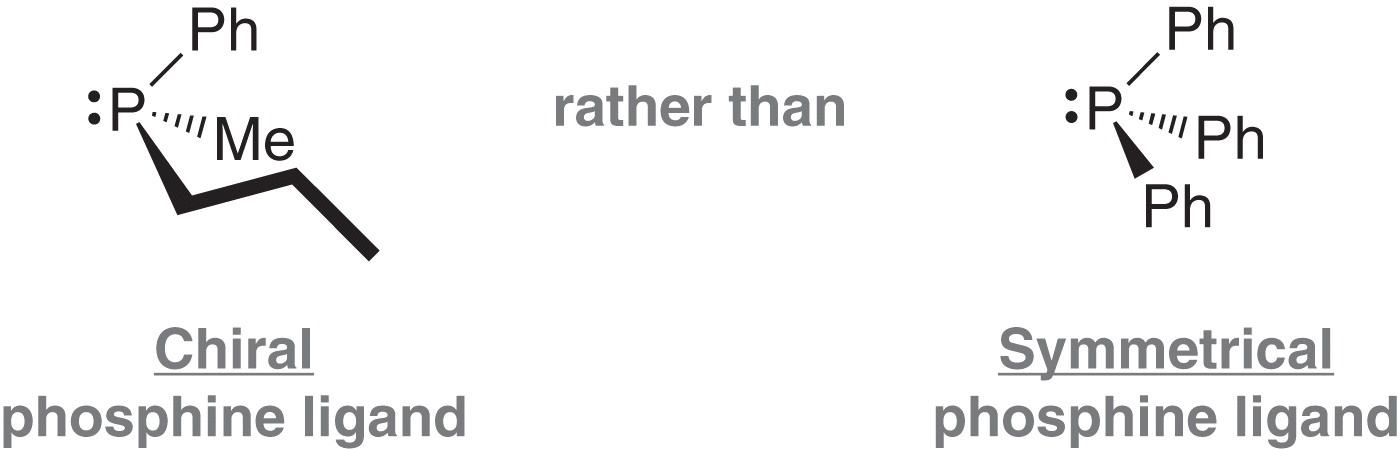 Ph
:P
Me
rather than
Ph
:P
Ph
Ph
Chiral
phosphine ligand
Symmetrical
phosphine ligand